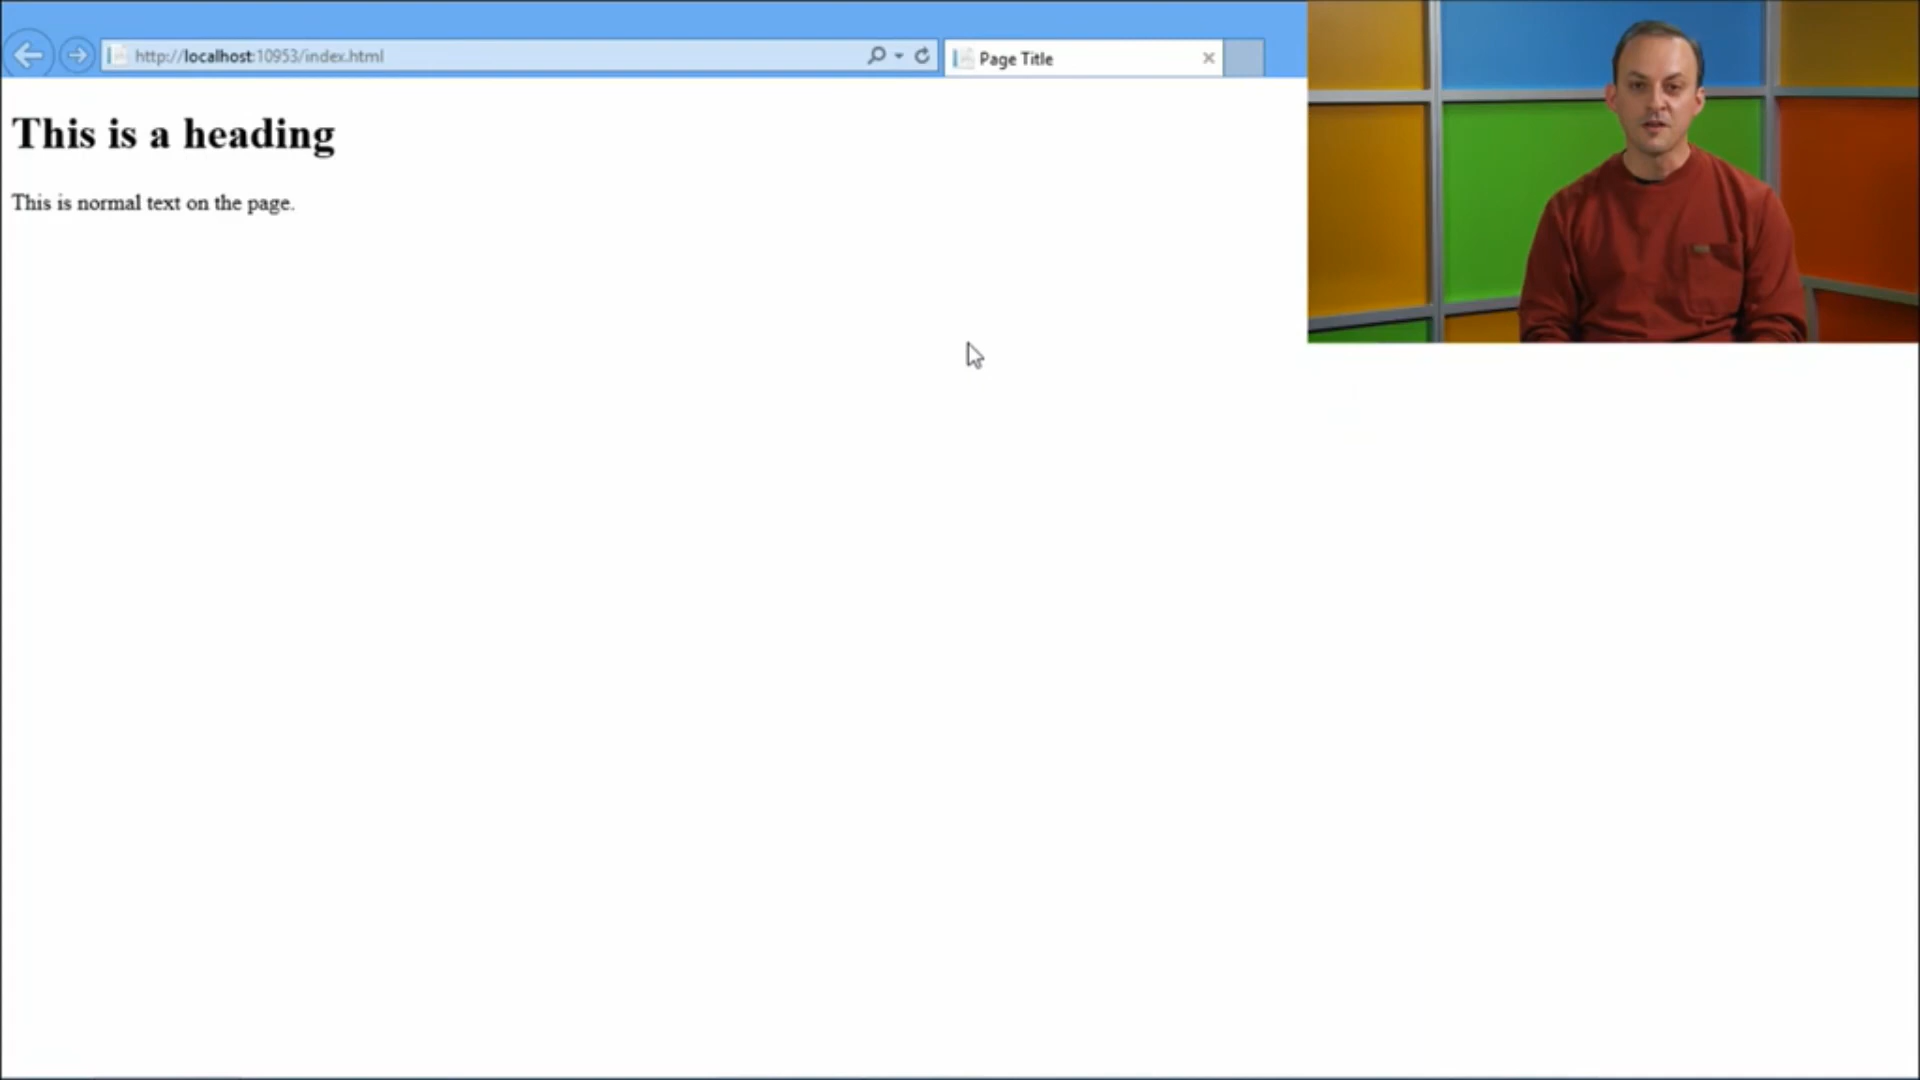 http://localhost:10953/index.html
Page Title
This is a heading
This is normal text on the page.